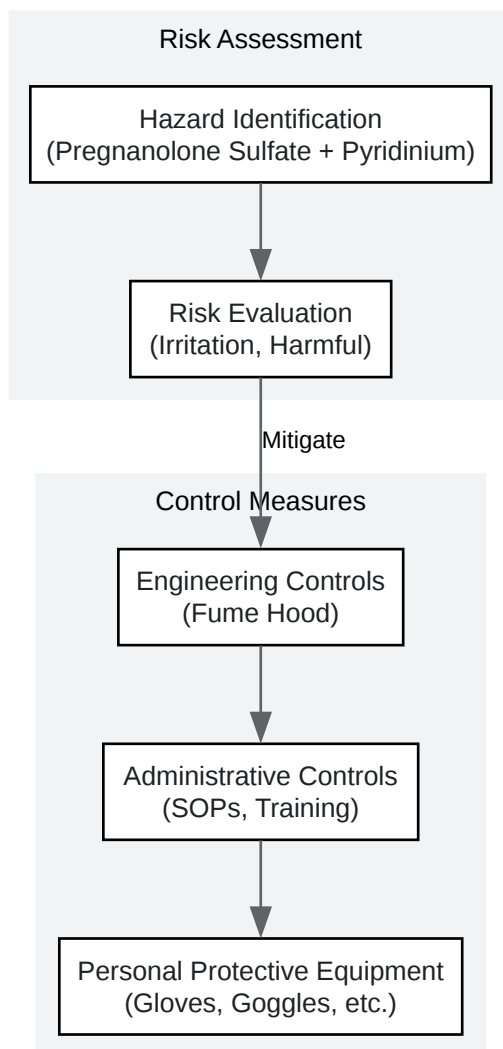 Risk Assessment
Hazard Identification
(Pregnanolone Sulfate + Pyridinium)
Risk Evaluation
(Irritation, Harmful)
Mitigate
Control Measures
Engineering Controls
(Fume Hood)
Administrative Controls
(SOPs, Training)
Personal Protective Equipment
(Gloves, Goggles, etc.)